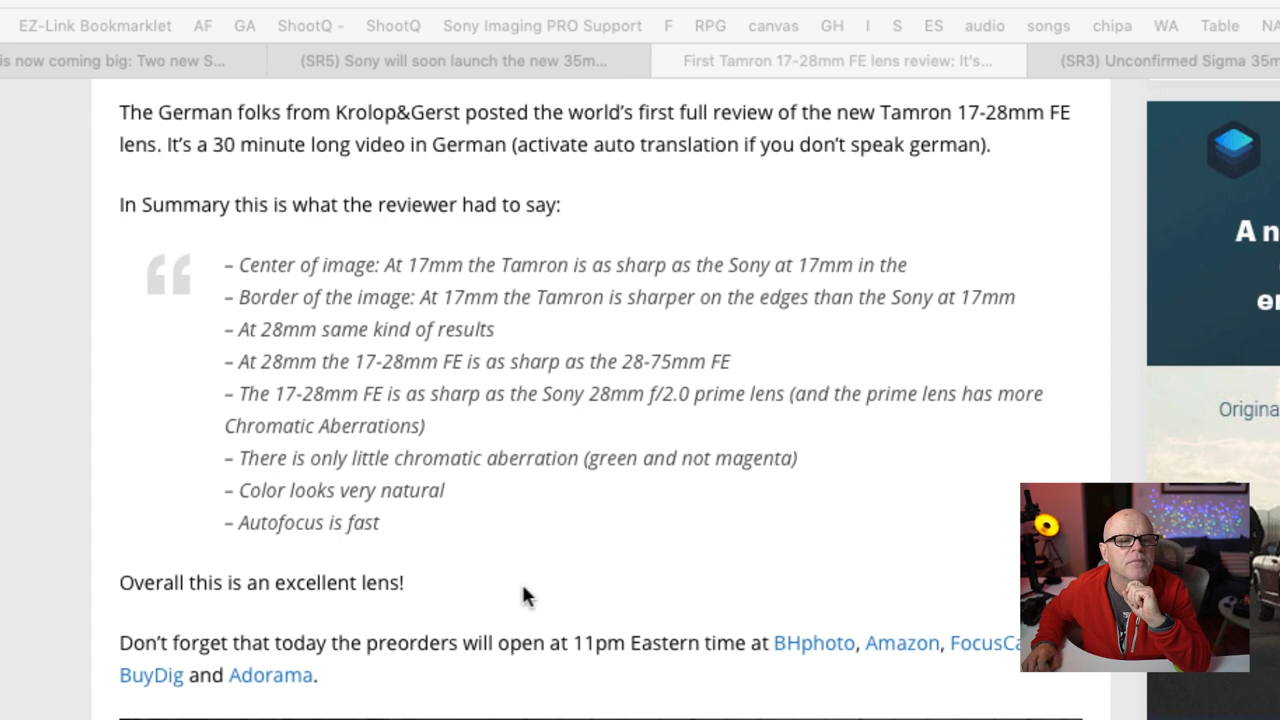 EZ-Link Bookmarklet AF GA ShootQ - ShootQ Sony Imaging PRO Support F RPG canvas GH I S ES audio songs chipa WA Table NA
is now coming big: Two new S... (SR5) Sony will soon launch the new 35m... First Tamron 17-28mm FE lens review: It's... (SR3) Unconfirmed Sigma 35m
The German folks from Krolop&Gerst posted the world's first full review of the new Tamron 17-28mm FE
lens. It's a 30 minute long video in German (activate auto translation if you don't speak german).
In Summary this is what the reviewer had to say:
– Center of image: At 17mm the Tamron is as sharp as the Sony at 17mm in the
– Border of the image: At 17mm the Tamron is sharper on the edges than the Sony at 17mm
– At 28mm same kind of results
– At 28mm the 17-28mm FE is as sharp as the 28-75mm FE
– The 17-28mm FE is as sharp as the Sony 28mm f/2.0 prime lens (and the prime lens has more
Chromatic Aberrations)
– There is only little chromatic aberration (green and not magenta)
– Color looks very natural
– Autofocus is fast
Overall this is an excellent lens!
Don't forget that today the preorders will open at 11pm Eastern time at BHphoto, Amazon, FocusCa
BuyDig and Adorama.
A n
er
Origina